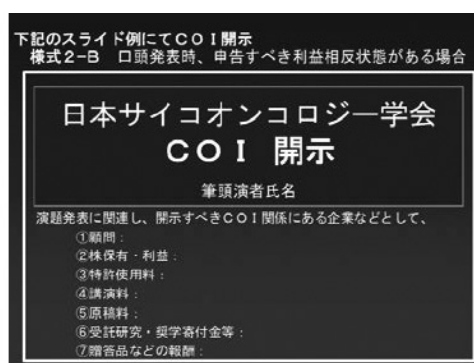 下記のスライド例にてＣＯＩ開示
様式２－Ｂ　口頭発表時、申告すべき利益相反状態がある場合
日本サイコオンコロジー学会
ＣＯＩ　開示
筆頭演者氏名
演題発表に関連し、開示すべきＣＯＩ関係にある企業などとして、
①顧問：
②株保有・利益：
③特許使用料：
④講演料：
⑤原稿料：
⑥受託研究・奨学寄付金等：
⑦贈答品などの報酬：